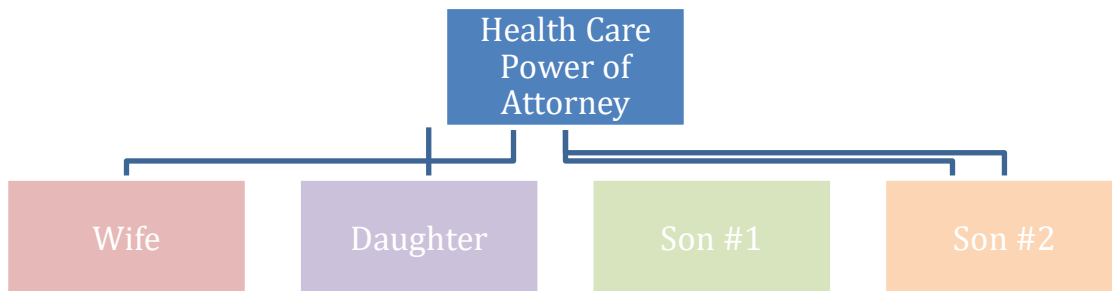 Health Care
Power of
Attorney
Wife
Daughter
Son #1
Son #2